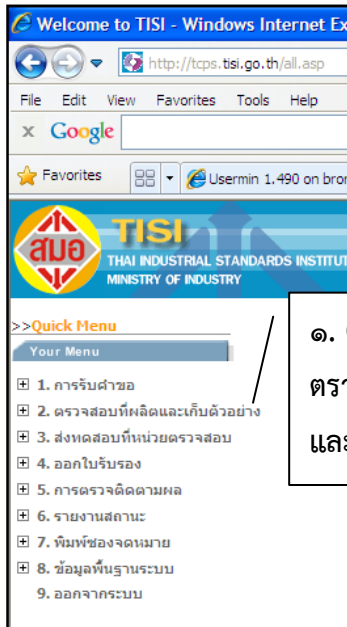 Welcome to TISI - Windows Internet Ex
http://tcps.tisi.go.th/all.asp
File Edit View Favorites Tools Help
x Google
Favorites Usermin 1.490 on bron
สมอ TISI
THAI INDUSTRIAL STANDARDS INSTITUT
MINISTRY OF INDUSTRY
>>Quick Menu
Your Menu
1. การรับคำขอ
2. ตรวจสอบที่ผลิตและเก็บตัวอย่าง
3. ส่งทดสอบที่หน่วยตรวจสอบ
4. ออกใบรับรอง
5. การตรวจติดตามผล
6. รายงานสถานะ
7. พิมพ์ซองจดหมาย
8. ข้อมูลพื้นฐานระบบ
9. ออกจากระบบ
๑.
ตรา
และ